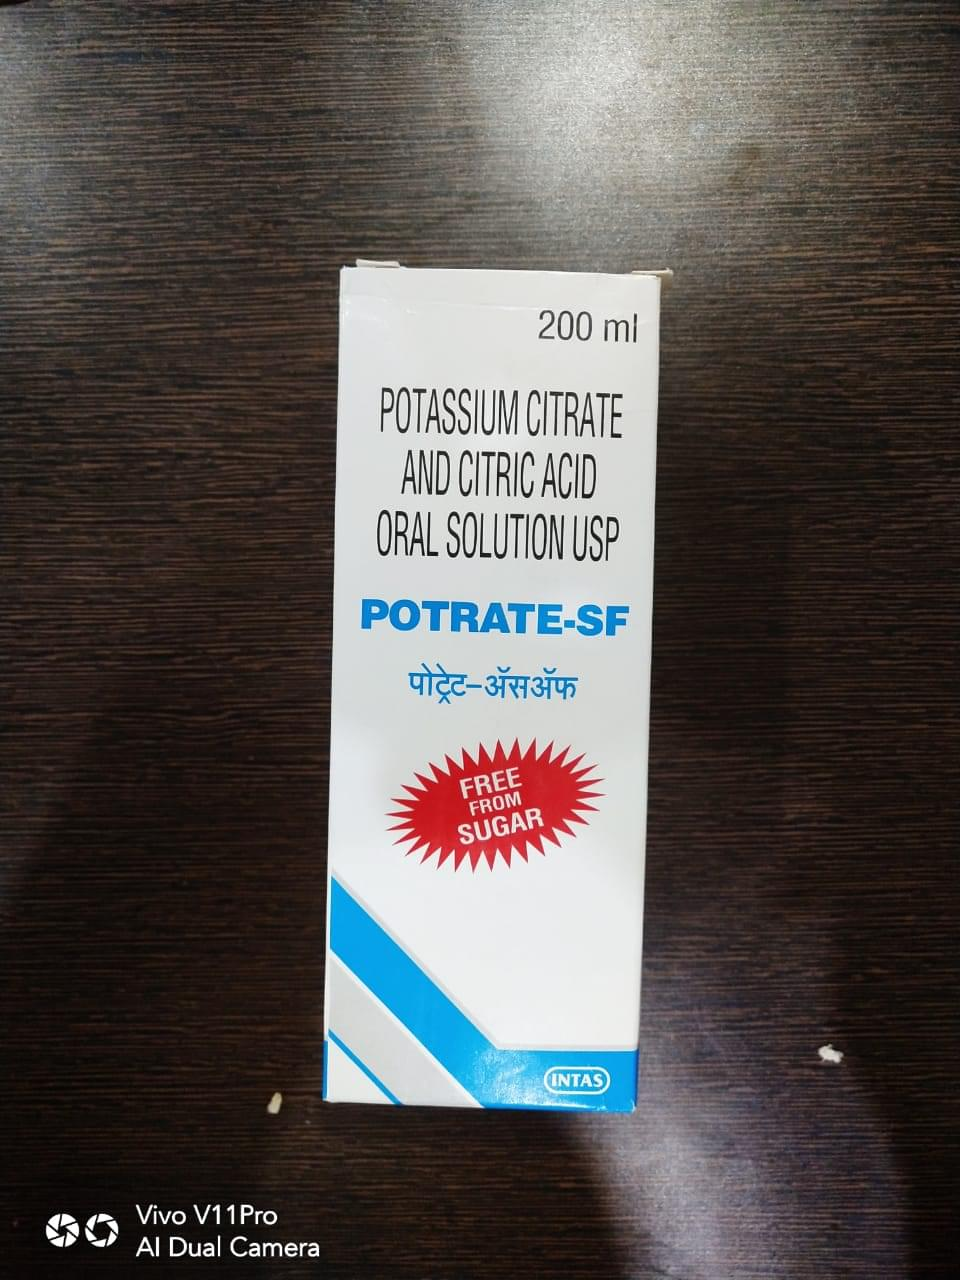 200 ml
POTASSIUM CITRATE
AND CITRIC ACID
ORAL SOLUTION USP
POTRATE-SF
पोट्रेट-ॲसॲफ
FREE
FROM
SUGAR
INTAS
Vivo V11Pro
AI Dual Camera